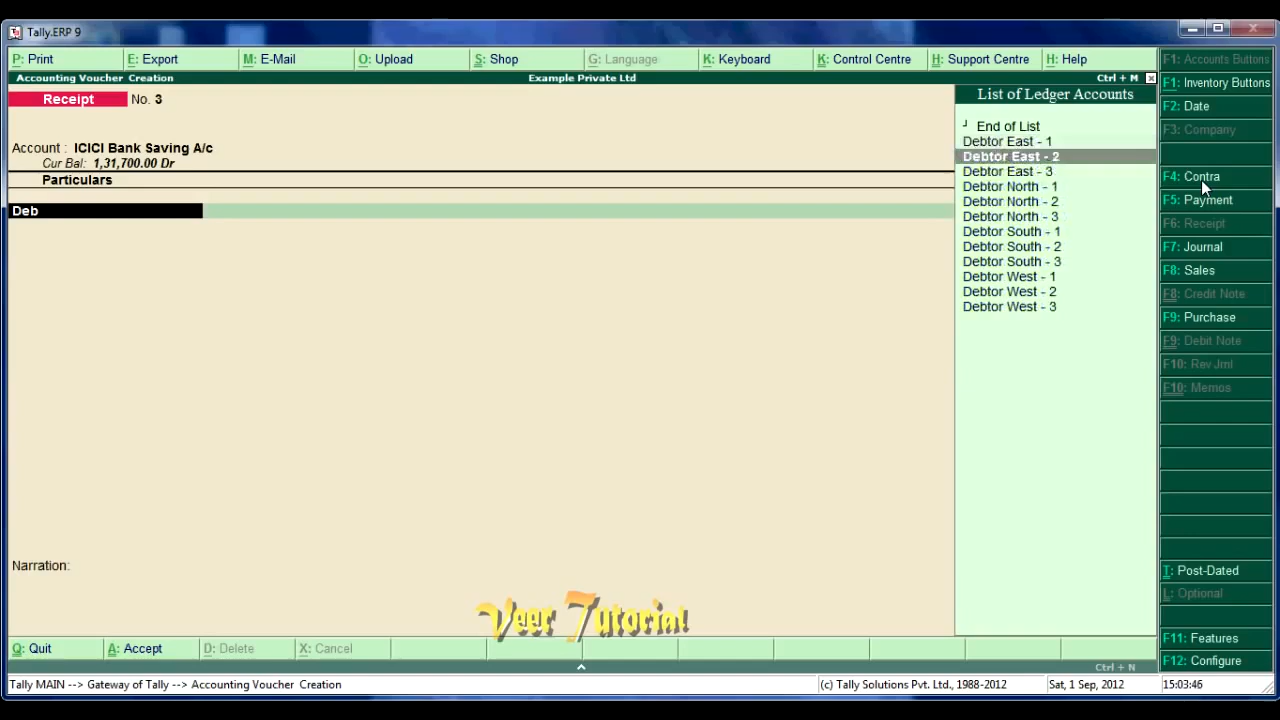 Tally.ERP 9
P: Print
E: Export
M: E-Mail
O: Upload
S: Shop
G: Language
K: Keyboard
K: Control Centre
H: Support Centre
H: Help
Accounting Voucher Creation
Example Private Ltd
Ctrl + M
Receipt No. 3
Account : ICICI Bank Saving A/c
Cur Bal: 1,31,700.00 Dr
Particulars
Deb
Narration:
Veer Tutorial
List of Ledger Accounts
End of List
Debtor East - 1
Debtor East - 2
Debtor East - 3
Debtor North - 1
Debtor North - 2
Debtor North - 3
Debtor South - 1
Debtor South - 2
Debtor South - 3
Debtor West - 1
Debtor West - 2
Debtor West - 3
F1: Accounts Buttons
F1: Inventory Buttons
F2: Date
F3: Company
F4: Contra
F5: Payment
F6: Receipt
F7: Journal
F8: Sales
F8: Credit Note
F9: Purchase
F9: Debit Note
F10: Rev Jrnl
F10: Memos
T: Post-Dated
L: Optional
F11: Features
F12: Configure
Q: Quit
A: Accept
D: Delete
X: Cancel
Ctrl + N
Tally MAIN --> Gateway of Tally --> Accounting Voucher Creation
(c) Tally Solutions Pvt. Ltd., 1988-2012
Sat, 1 Sep, 2012
15:03:46